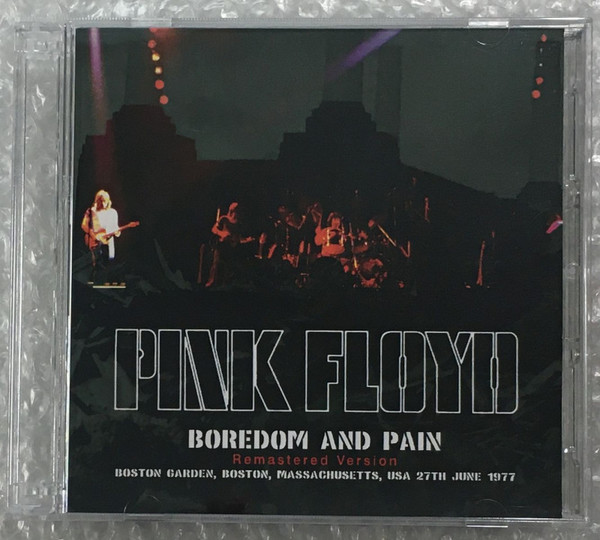 PINK FLOYD
BOREDOM AND PAIN
Remastered Version
BOSTON GARDEN, BOSTON, MASSACHUSETTS, USA 27TH JUNE 1977